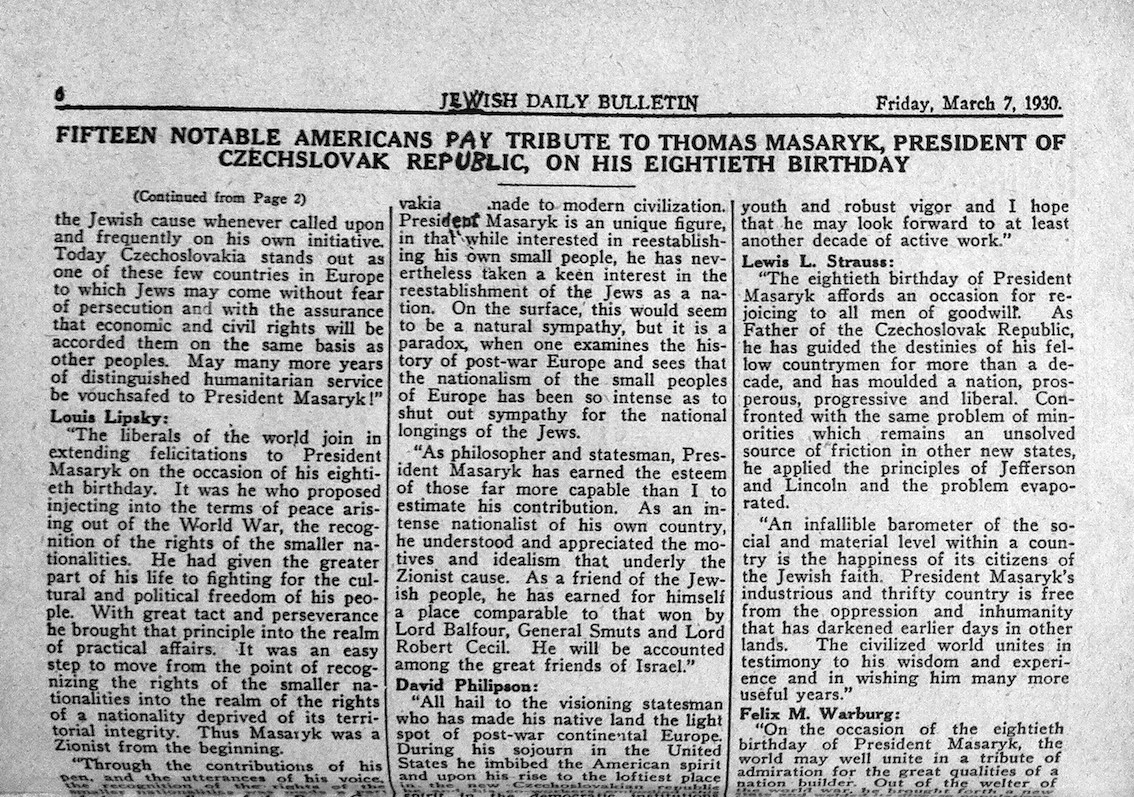 6
JEWISH DAILY BULLETIN
Friday, March 7, 1930.
FIFTEEN NOTABLE AMERICANS PAY TRIBUTE TO THOMAS MASARYK, PRESIDENT OF
CZECHSLOVAK REPUBLIC, ON HIS EIGHTIETH BIRTHDAY
(Continued from Page 2)
the Jewish cause whenever called upon
and frequently on his own initiative.
Today Czechoslovakia stands out as
one of these few countries in Europe
to which Jews may come without fear
of persecution and with the assurance
that economic and civil rights will be
accorded them on the same basis as
other peoples. May many more years
of distinguished humanitarian service
be vouchsafed to President Masaryk!"
Louis Lipsky:
"The liberals of the world join in
extending felicitations to President
Masaryk on the occasion of his eighti-
eth birthday. It was he who proposed
injecting into the terms of peace aris-
ing out of the World War, the recog-
nition of the rights of the smaller na-
tionalities. He had given the greater
part of his life to fighting for the cul-
tural and political freedom of his peo-
ple. With great tact and perseverance
he brought that principle into the realm
of practical affairs. It was an easy
step to move from the point of recog-
nizing the rights of the smaller na-
tionalities into the realm of the rights
of a nationality deprived of its terri-
torial integrity. Thus Masaryk was a
Zionist from the beginning.
"Through the contributions of his
pen, and the utterances of his voice,
the recognition of the rights of the
vakia made to modern civilization.
President Masaryk is an unique figure,
in that while interested in reestablish-
ing his own small people, he has nev-
ertheless taken a keen interest in the
reestablishment of the Jews as a na-
tion. On the surface, this would seem
to be a natural sympathy, but it is a
paradox, when one examines the his-
tory of post-war Europe and sees that
the nationalism of the small peoples
of Europe has been so intense as to
shut out sympathy for the national
longings of the Jews.
"As philosopher and statesman, Pres-
ident Masaryk has earned the esteem
of those far more capable than I to
estimate his contribution. As an in-
tense nationalist of his own country,
he understood and appreciated the mo-
tives and idealism that underly the
Zionist cause. As a friend of the Jew-
ish people, he has earned for himself
a place comparable to that won by
Lord Balfour, General Smuts and Lord
Robert Cecil. He will be accounted
among the great friends of Israel."
David Philipson:
"All hail to the visioning statesman
who has made his native land the light
spot of post-war continental Europe.
During his sojourn in the United
States he imbibed the American spirit
and upon his rise to the loftiest place
in the new Czechoslovakian republic
spirit in the democratic institutions
youth and robust vigor and I hope
that he may look forward to at least
another decade of active work."
Lewis L. Strauss:
"The eightieth birthday of President
Masaryk affords an occasion for re-
joicing to all men of goodwill. As
Father of the Czechoslovak Republic,
he has guided the destinies of his fel-
low countrymen for more than a de-
cade, and has moulded a nation, pros-
perous, progressive and liberal. Con-
fronted with the same problem of min-
orities which remains an unsolved
source of friction in other new states,
he applied the principles of Jefferson
and Lincoln and the problem evapo-
rated.
"An infallible barometer of the so-
cial and material level within a coun-
try is the happiness of its citizens of
the Jewish faith. President Masaryk's
industrious and thrifty country is free
from the oppression and inhumanity
that has darkened earlier days in other
lands. The civilized world unites in
testimony to his wisdom and experi-
ence and in wishing him many more
useful years."
Felix M. Warburg:
"On the occasion of the eightieth
birthday of President Masaryk, the
world may well unite in a tribute of
admiration for the great qualities of a
nation builder. Out of the welter of
the world war, he brought forth a new